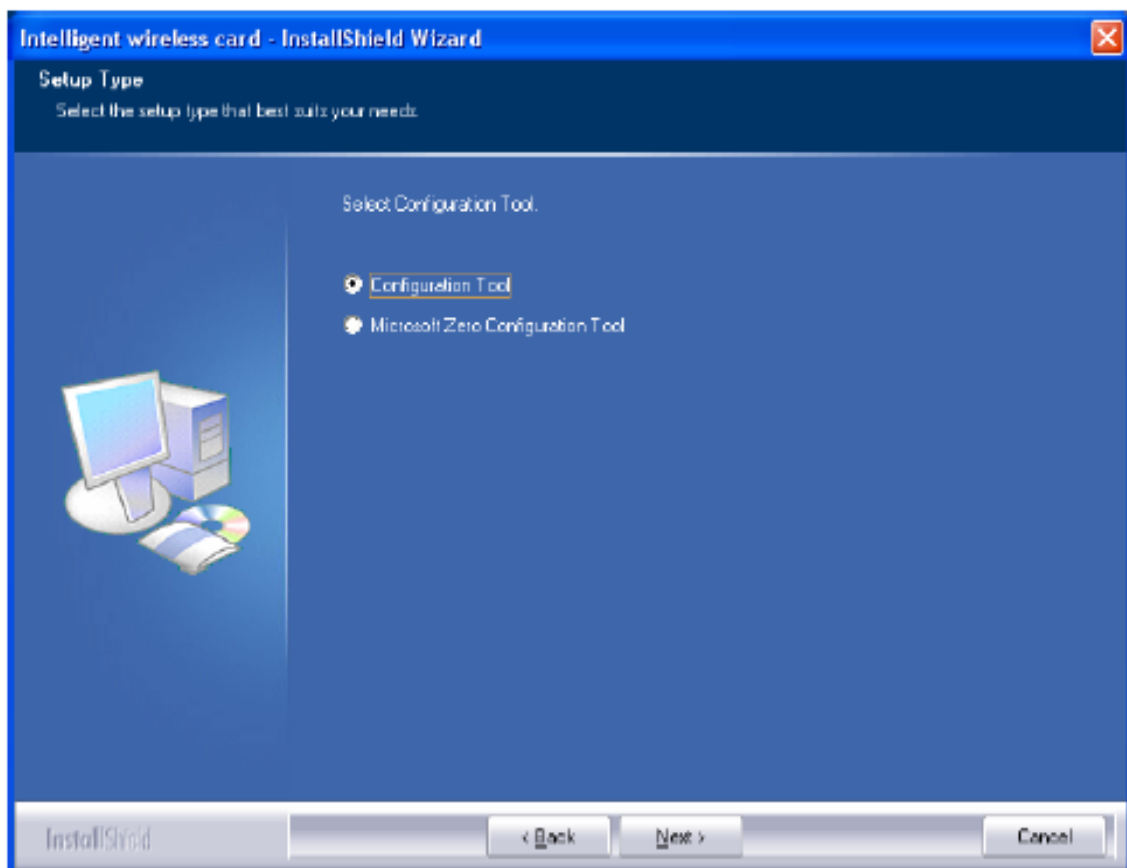 Intelligent wireless card - InstallShield Wizard
Setup Type
Select the setup type that best suits your needs
Select Configuration Tool.
Configuration Tool
Microsoft Zero Configuration Tool
InstallShield
< Back Next > Cancel